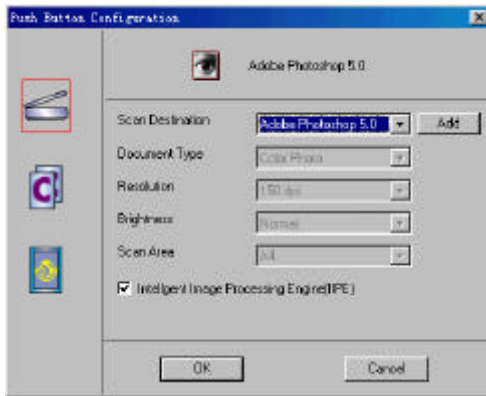 Push Button Configuration
Adobe Photoshop 5.0
Scan Destination Adobe Photoshop 5.0 Add
Document Type Color Photo
Resolution 150 dpi
Brightness Normal
Scan Area A4
Intelligent Image Processing Engine(IIPE)
OK Cancel